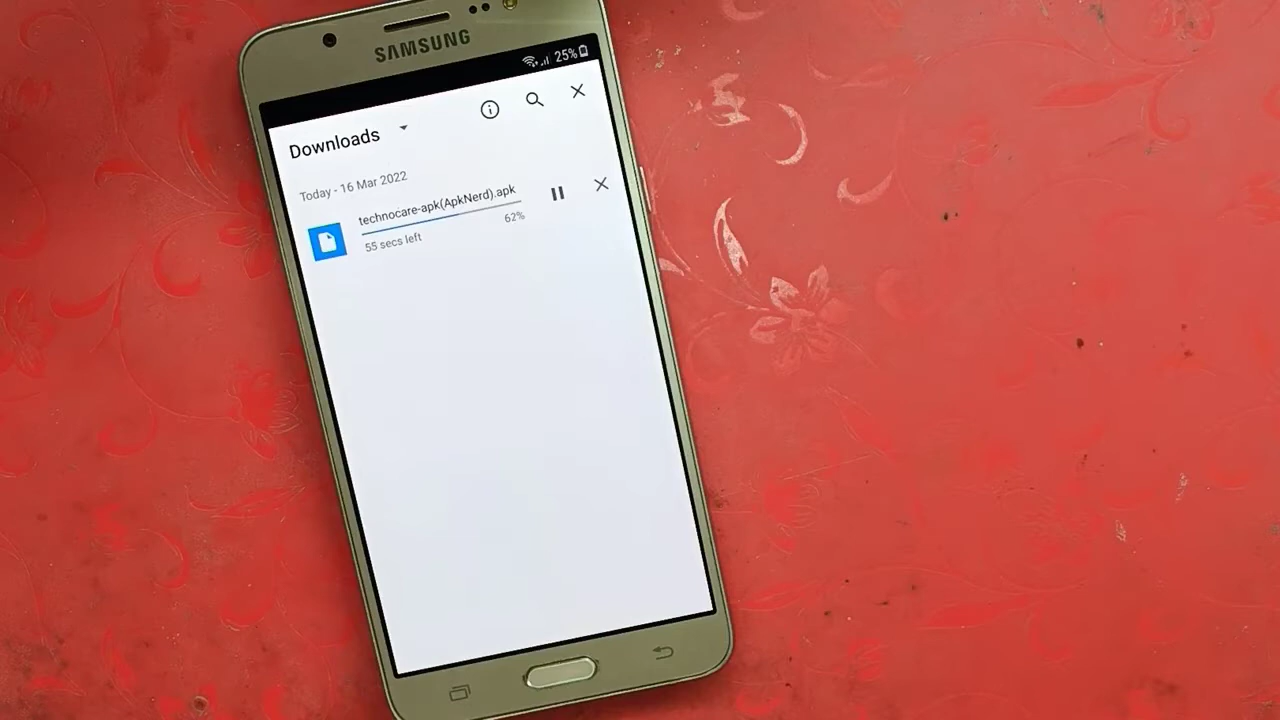 SAMSUNG
25%
Downloads
Today - 16 Mar 2022
technocare-apk(ApkNerd).apk
62%
55 secs left